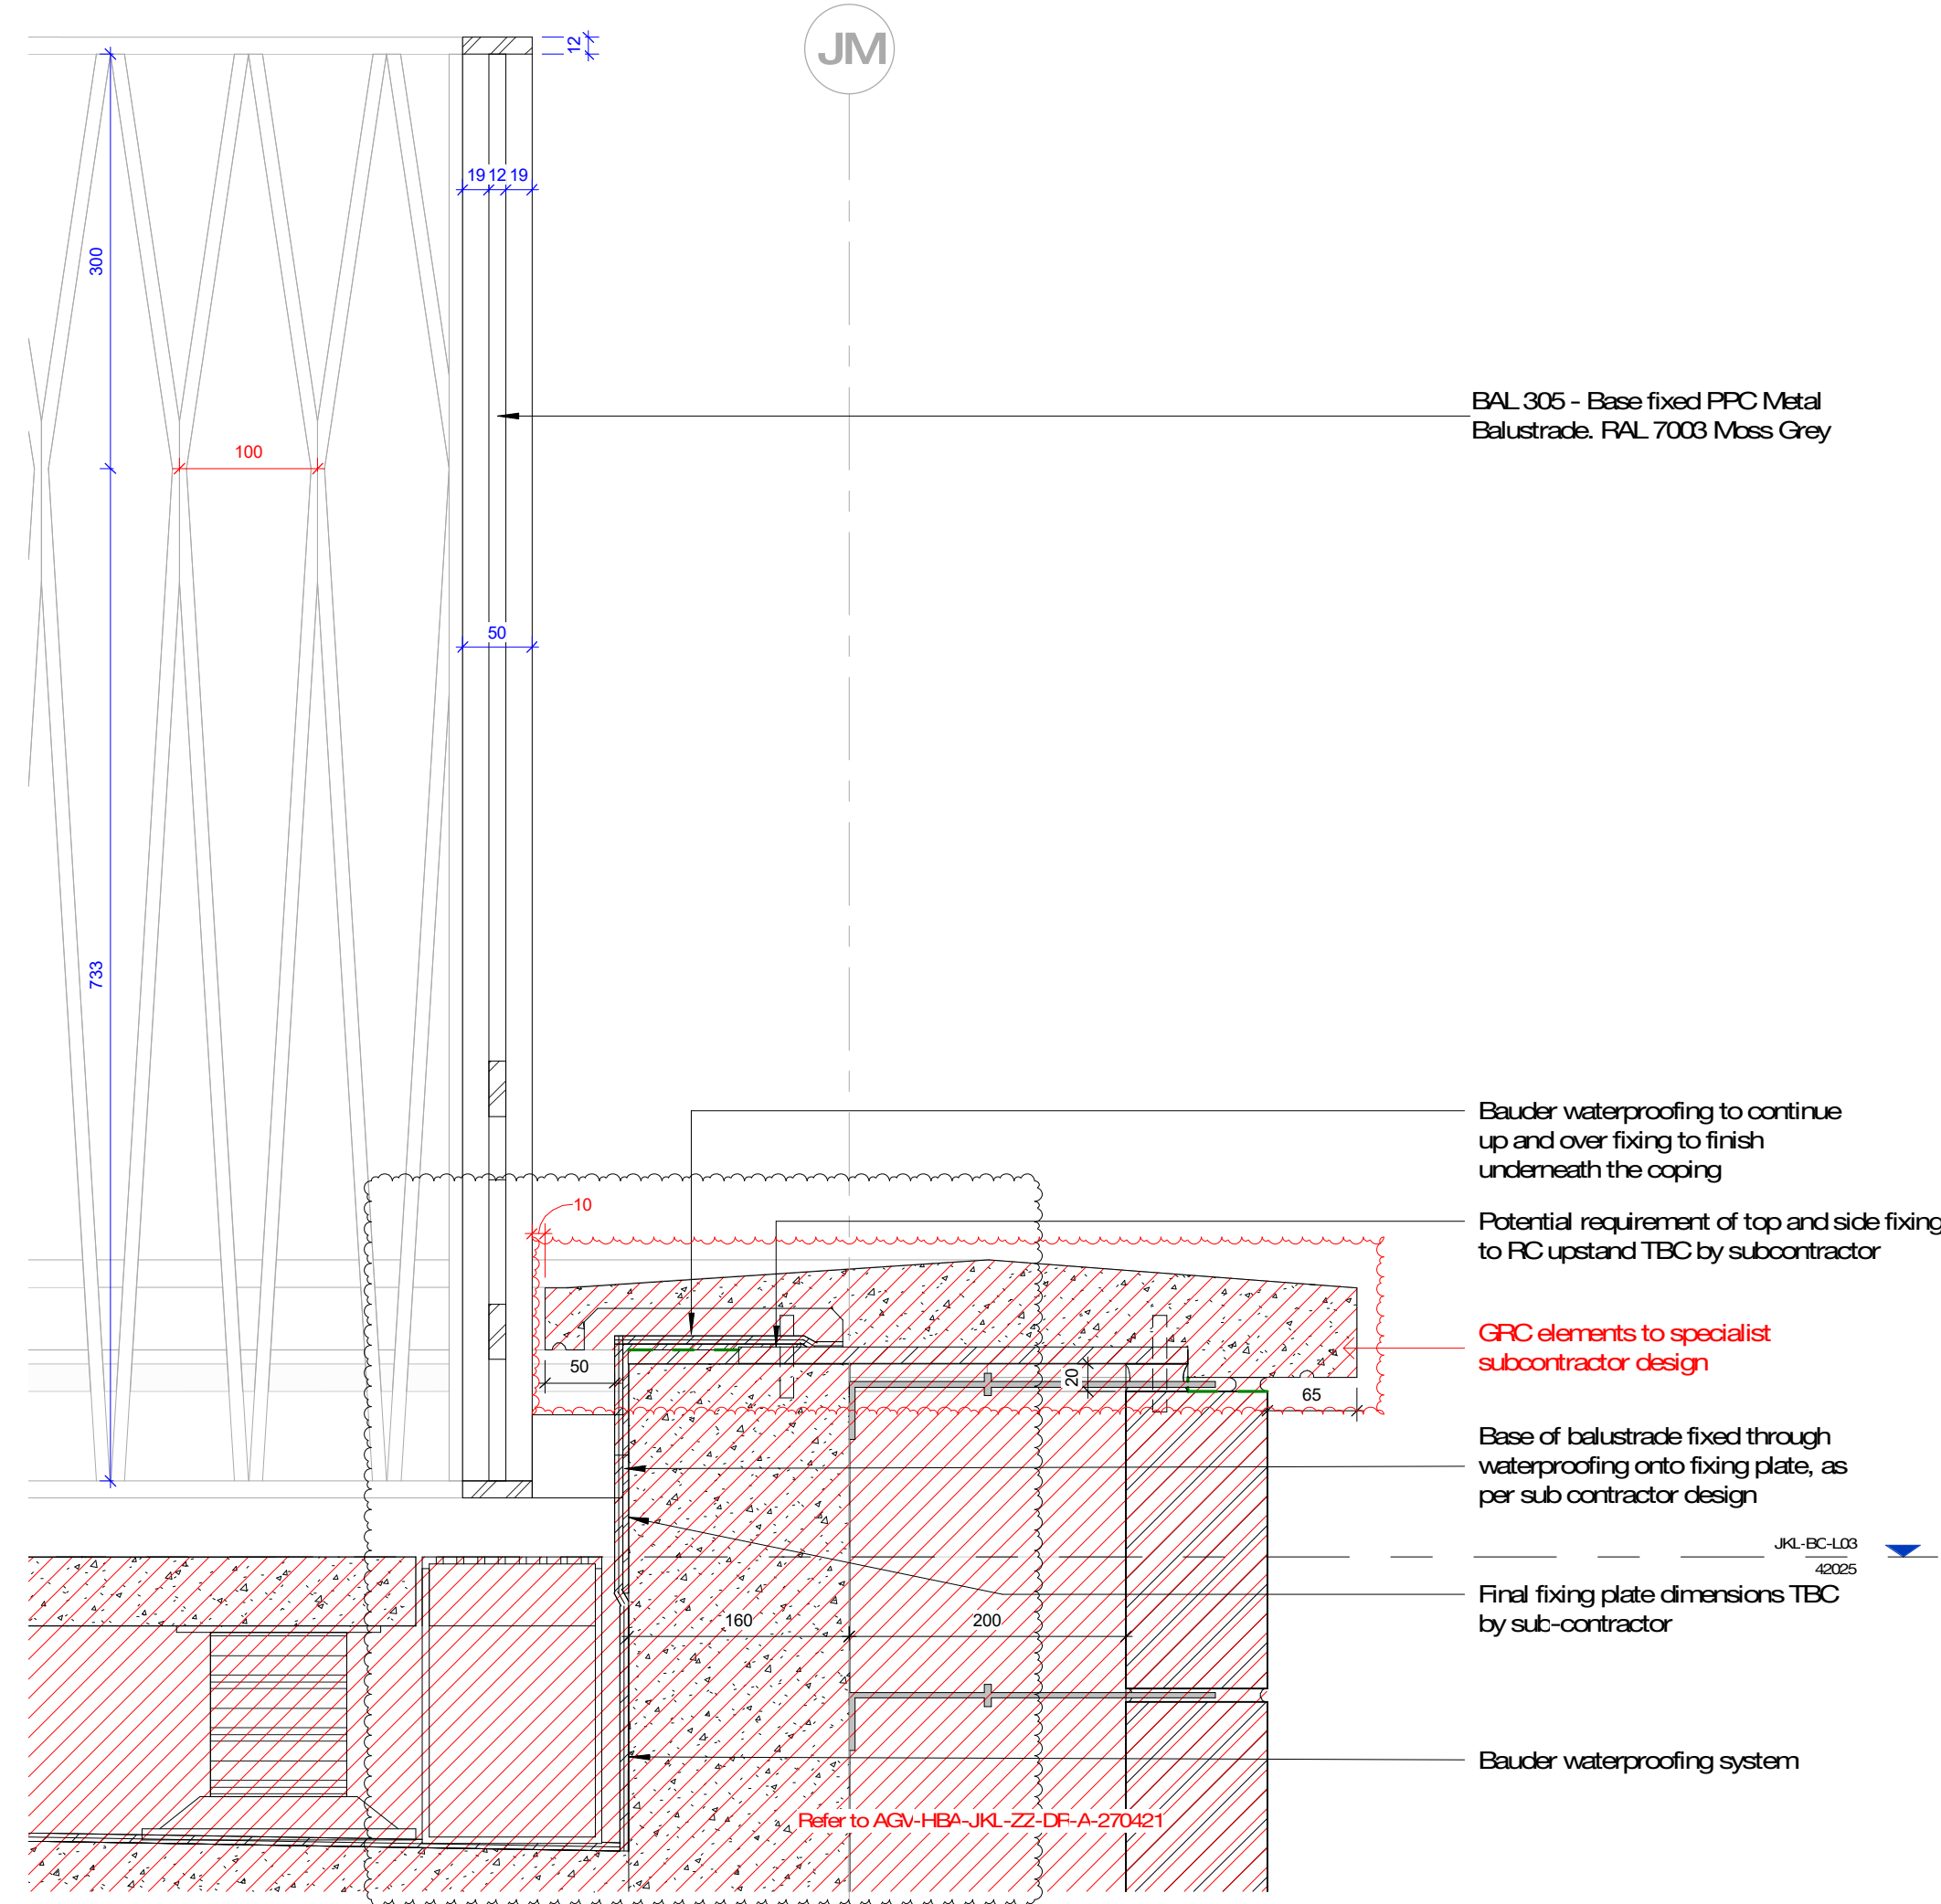 JM
12
19 12 19
300
BAL 305 - Base fixed PPC Metal
Balustrade. RAL 7003 Moss Grey
100
50
733
Bauder waterproofing to continue
up and over fixing to finish
underneath the coping
10
Potential requirement of top and side fixing
to RC upstand TBC by subcontractor
GRC elements to specialist
subcontractor design
50
20
65
Base of balustrade fixed through
waterproofing onto fixing plate, as
per sub contractor design
JKL-BC-L03
42025
Final fixing plate dimensions TBC
by sub-contractor
160
200
Bauder waterproofing system
Refer to AGV-HBA-JKL-ZZ-DR-A-270421